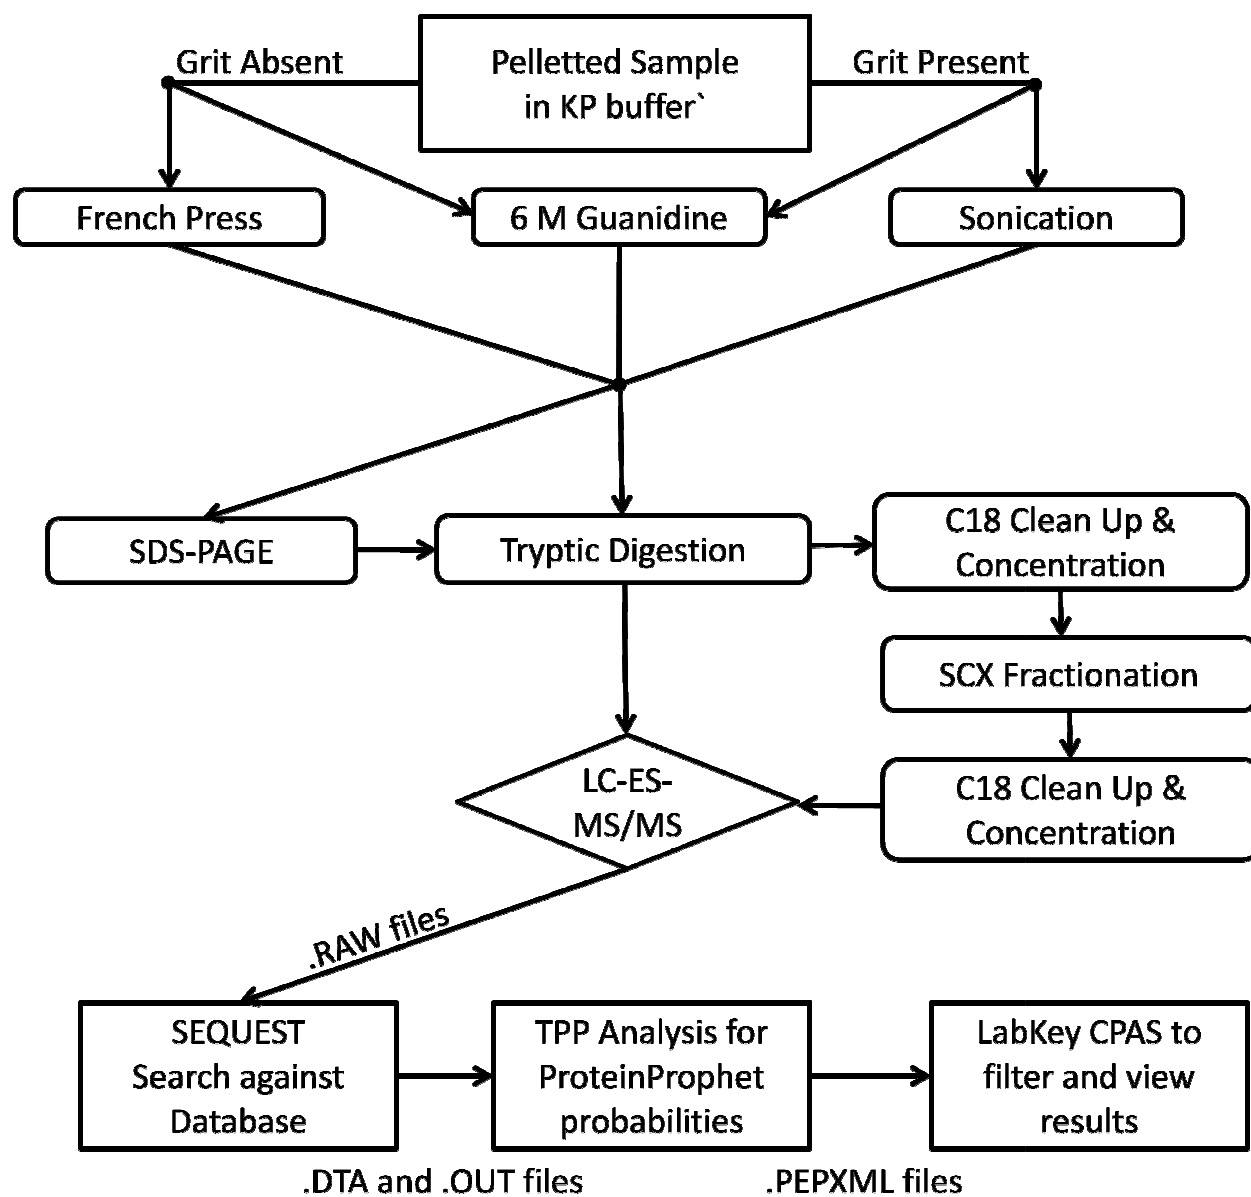 Grit Absent
Pelletted Sample
in KP buffer`
Grit Present
French Press
6 M Guanidine
Sonication
SDS-PAGE
Tryptic Digestion
C18 Clean Up &
Concentration
SCX Fractionation
LC-ES-
MS/MS
C18 Clean Up &
Concentration
.RAW files
SEQUEST
Search against
Database
TPP Analysis for
ProteinProphet
probabilities
LabKey CPAS to
filter and view
results
.DTA and .OUT files
.PEPXML files